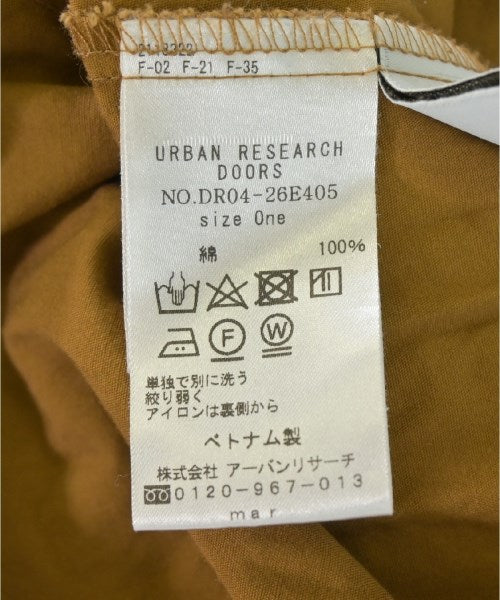 F-02 F-21 F-35
URBAN RESEARCH
DOORS
NO.DR04-26E405
size One
綿 100%
F W
単独で別に洗う
絞り弱く
アイロンは裏側から
ベトナム製
株式会社 アーバンリサーチ
0120-967-013
mar